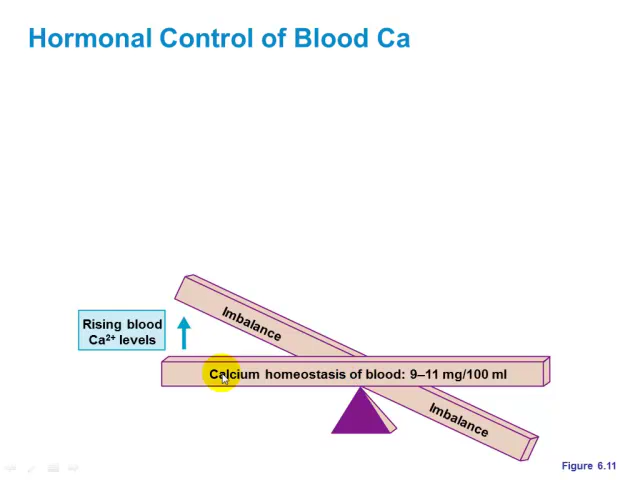 Hormonal Control of Blood Ca
Imbalance
Rising blood
Ca2+ levels
Calcium homeostasis of blood: 9–11 mg/100 ml
Imbalance
Figure 6.11